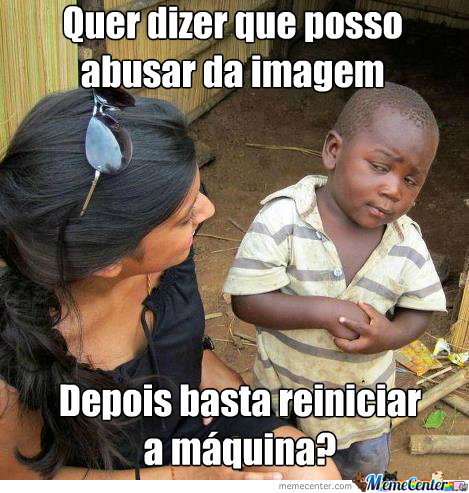 Quer dizer que posso
abusar da imagem
Depois basta reiniciar
a máquina?
memecenter.com MemeCenter